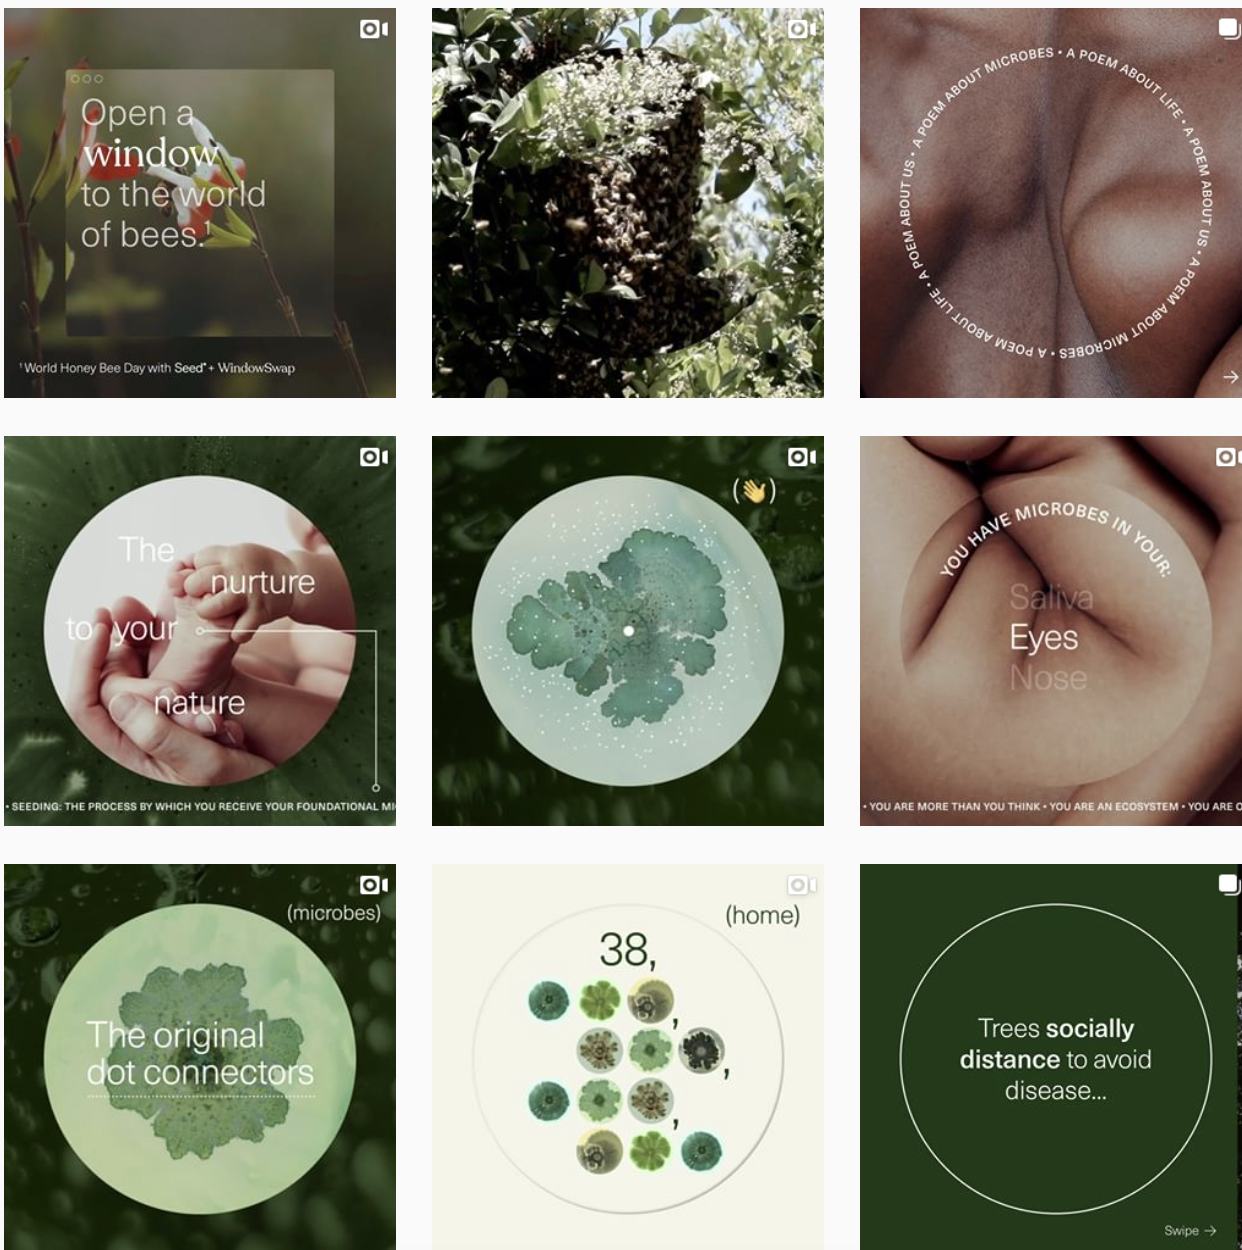 Open a
window
to the world
of bees.¹
¹ World Honey Bee Day with Seed* + WindowSwap
A POEM ABOUT MICROBES • A POEM ABOUT LIFE • A POEM ABOUT US • A POEM ABOUT MICROBES • A POEM ABOUT LIFE • A POEM ABOUT US •
The
nurture
to your
nature
• SEEDING: THE PROCESS BY WHICH YOU RECEIVE YOUR FOUNDATIONAL MI
(👋)
YOU HAVE MICROBES IN YOUR:
Saliva
Eyes
Nose
• YOU ARE MORE THAN YOU THINK • YOU ARE AN ECOSYSTEM • YOU ARE O
(microbes)
The original
dot connectors
(home)
38,
,
,
,
Trees socially
distance to avoid
disease...
Swipe →